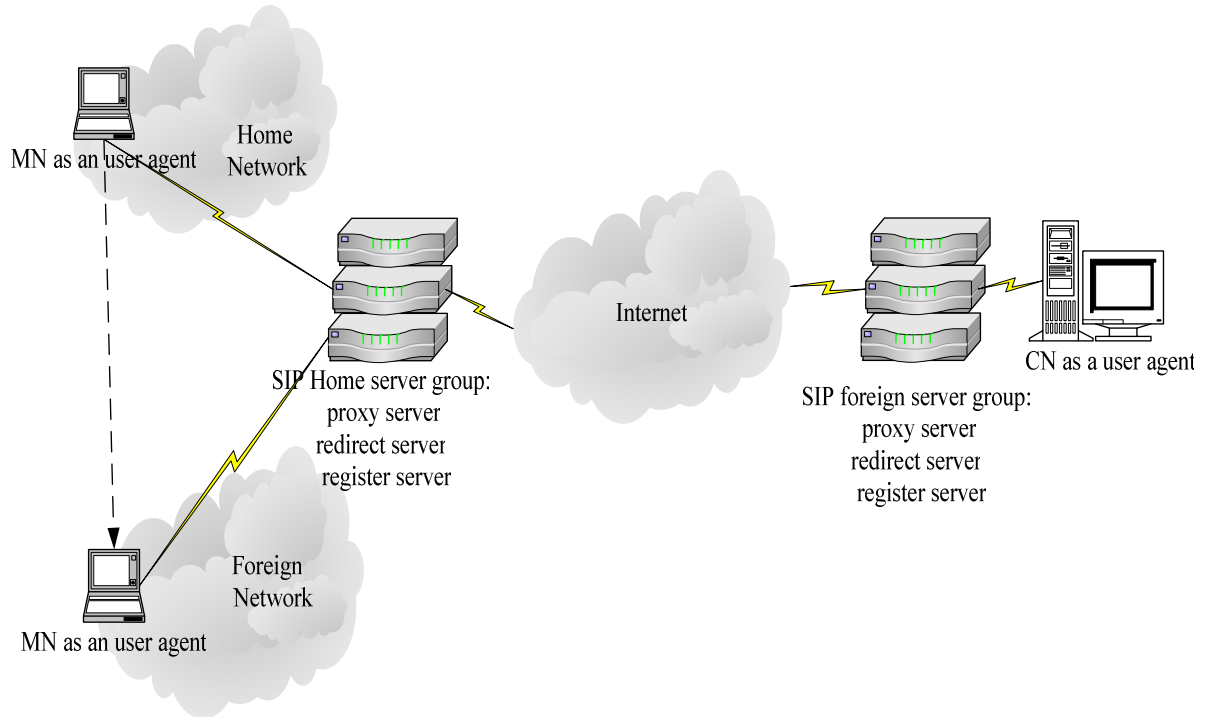 MN as an user agent
Home
Network
SIP Home server group:
proxy server
redirect server
register server
Internet
SIP foreign server group:
proxy server
redirect server
register server
CN as a user agent
Foreign
Network
MN as an user agent